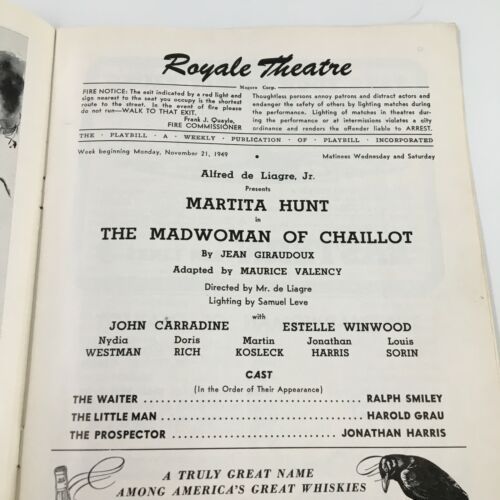 Royale Theatre
Magoro Corp.
FIRE NOTICE: The exit indicated by a red light and
sign nearest to the seat you occupy is the shortest
route to the street. In the event of fire please
do not run—WALK TO THAT EXIT.
Frank J. Quayle,
FIRE COMMISSIONER
Thoughtless persons annoy patrons and distract actors and
endanger the safety of others by lighting matches during
the performance. Lighting of matches in theatres dur-
ing the performance or at intermissions violates a city
ordinance and renders the offender liable to ARREST.
THE · PLAYBILL · A · WEEKLY · PUBLICATION · OF · PLAYBILL · INCORPORATED
Week beginning Monday, November 21, 1949 • Matinees Wednesday and Saturday
Alfred de Liagre, Jr.
Presents
MARTITA HUNT
in
THE MADWOMAN OF CHAILLOT
By JEAN GIRAUDOUX
Adapted by MAURICE VALENCY
Directed by Mr. de Liagre
Lighting by Samuel Leve
with
JOHN CARRADINE ESTELLE WINWOOD
Nydia Doris Martin Jonathan Louis
WESTMAN RICH KOSLECK HARRIS SORIN
CAST
(In the Order of Their Appearance)
THE WAITER .......... RALPH SMILEY
THE LITTLE MAN .......... HAROLD GRAU
THE PROSPECTOR .......... JONATHAN HARRIS
A TRULY GREAT NAME
AMONG AMERICA'S GREAT WHISKIES